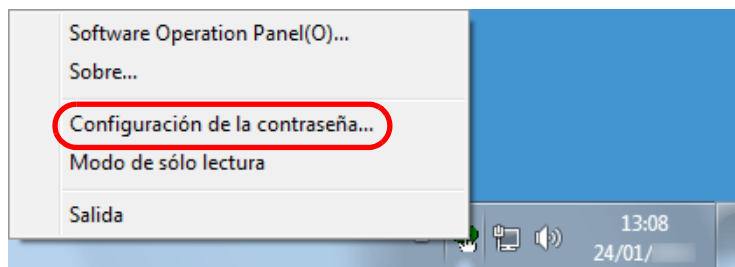 Software Operation Panel(O)...
Sobre...
Configuración de la contraseña...
Modo de sólo lectura
Salida
13:08
24/01/